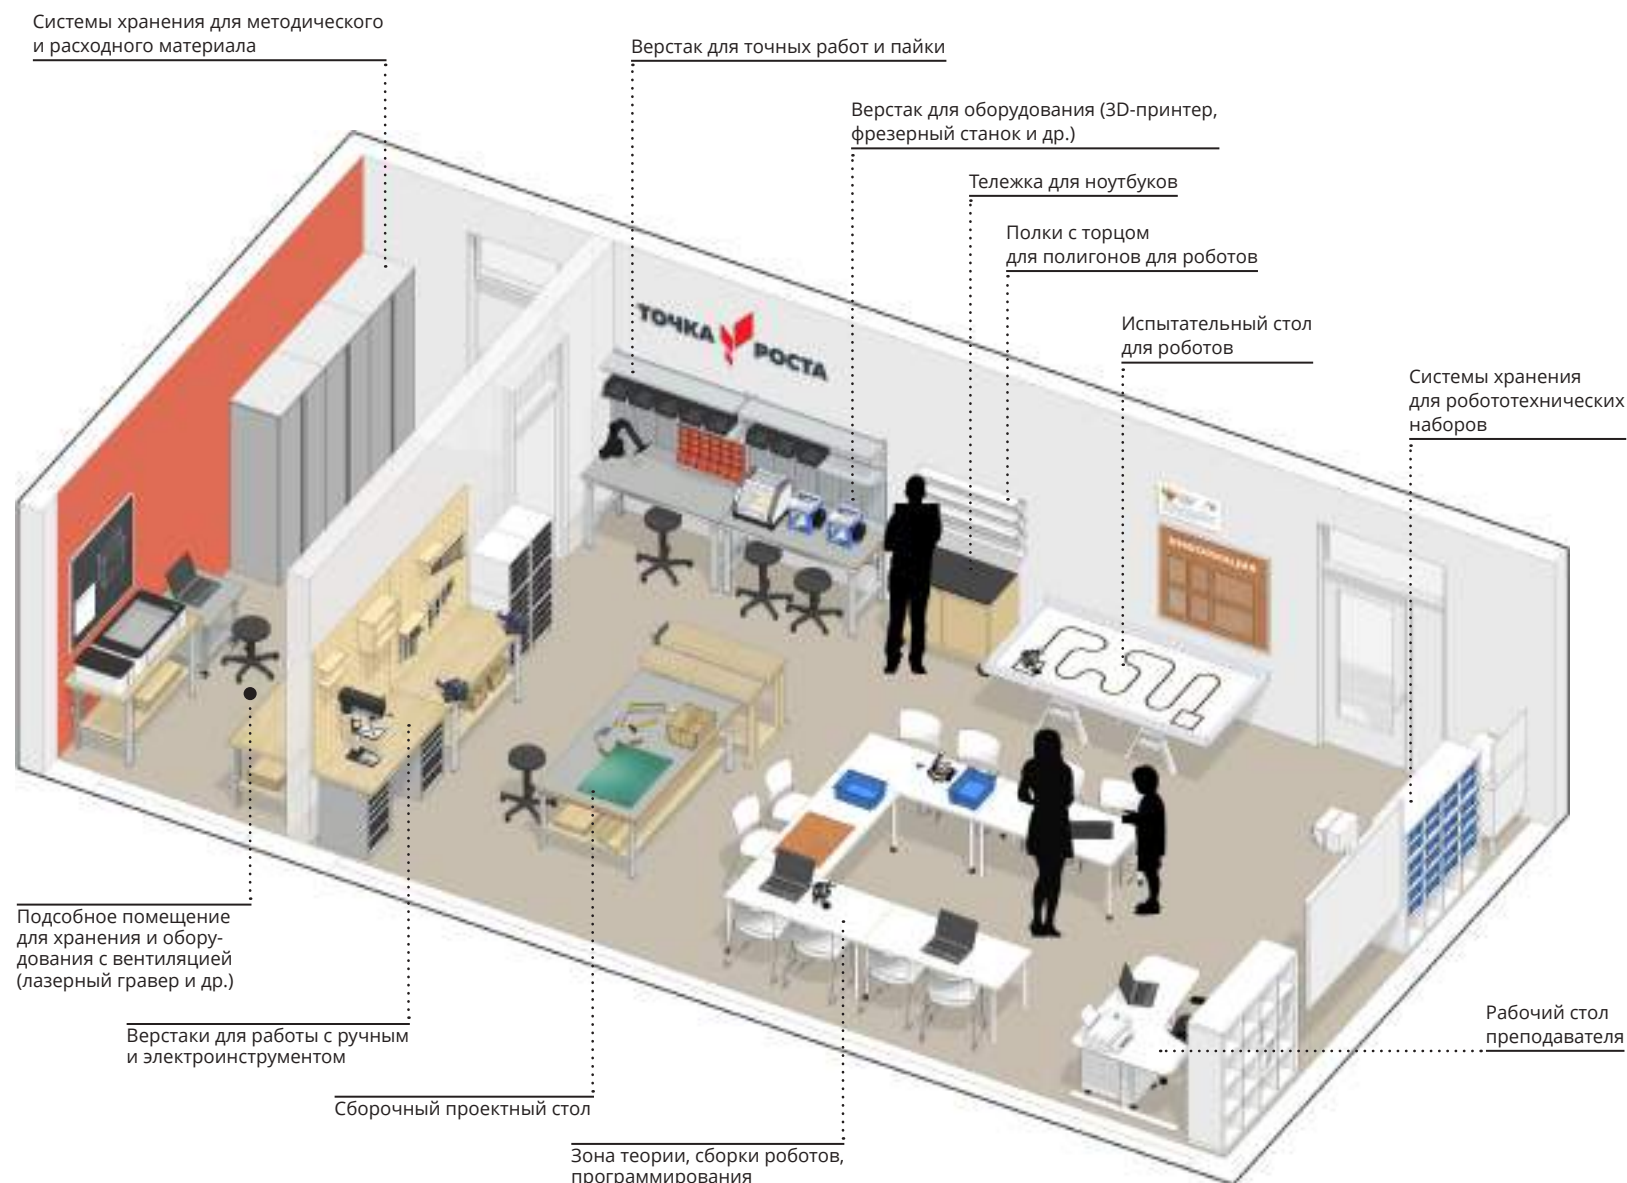 Системы хранения для методического
и расходного материала
Верстак для точных работ и пайки
Верстак для оборудования (3D-принтер,
фрезерный станок и др.)
Тележка для ноутбуков
Полки с торцом
для полигонов для роботов
Испытательный стол
для роботов
Системы хранения
для робототехнических
наборов
ТОЧКА
РОСТА
ИНФОРМАЦИЯ
Подсобное помещение
для хранения и обору-
дования с вентиляцией
(лазерный гравер и др.)
Верстаки для работы с ручным
и электроинструментом
Сборочный проектный стол
Зона теории, сборки роботов,
программирования
Рабочий стол
преподавателя